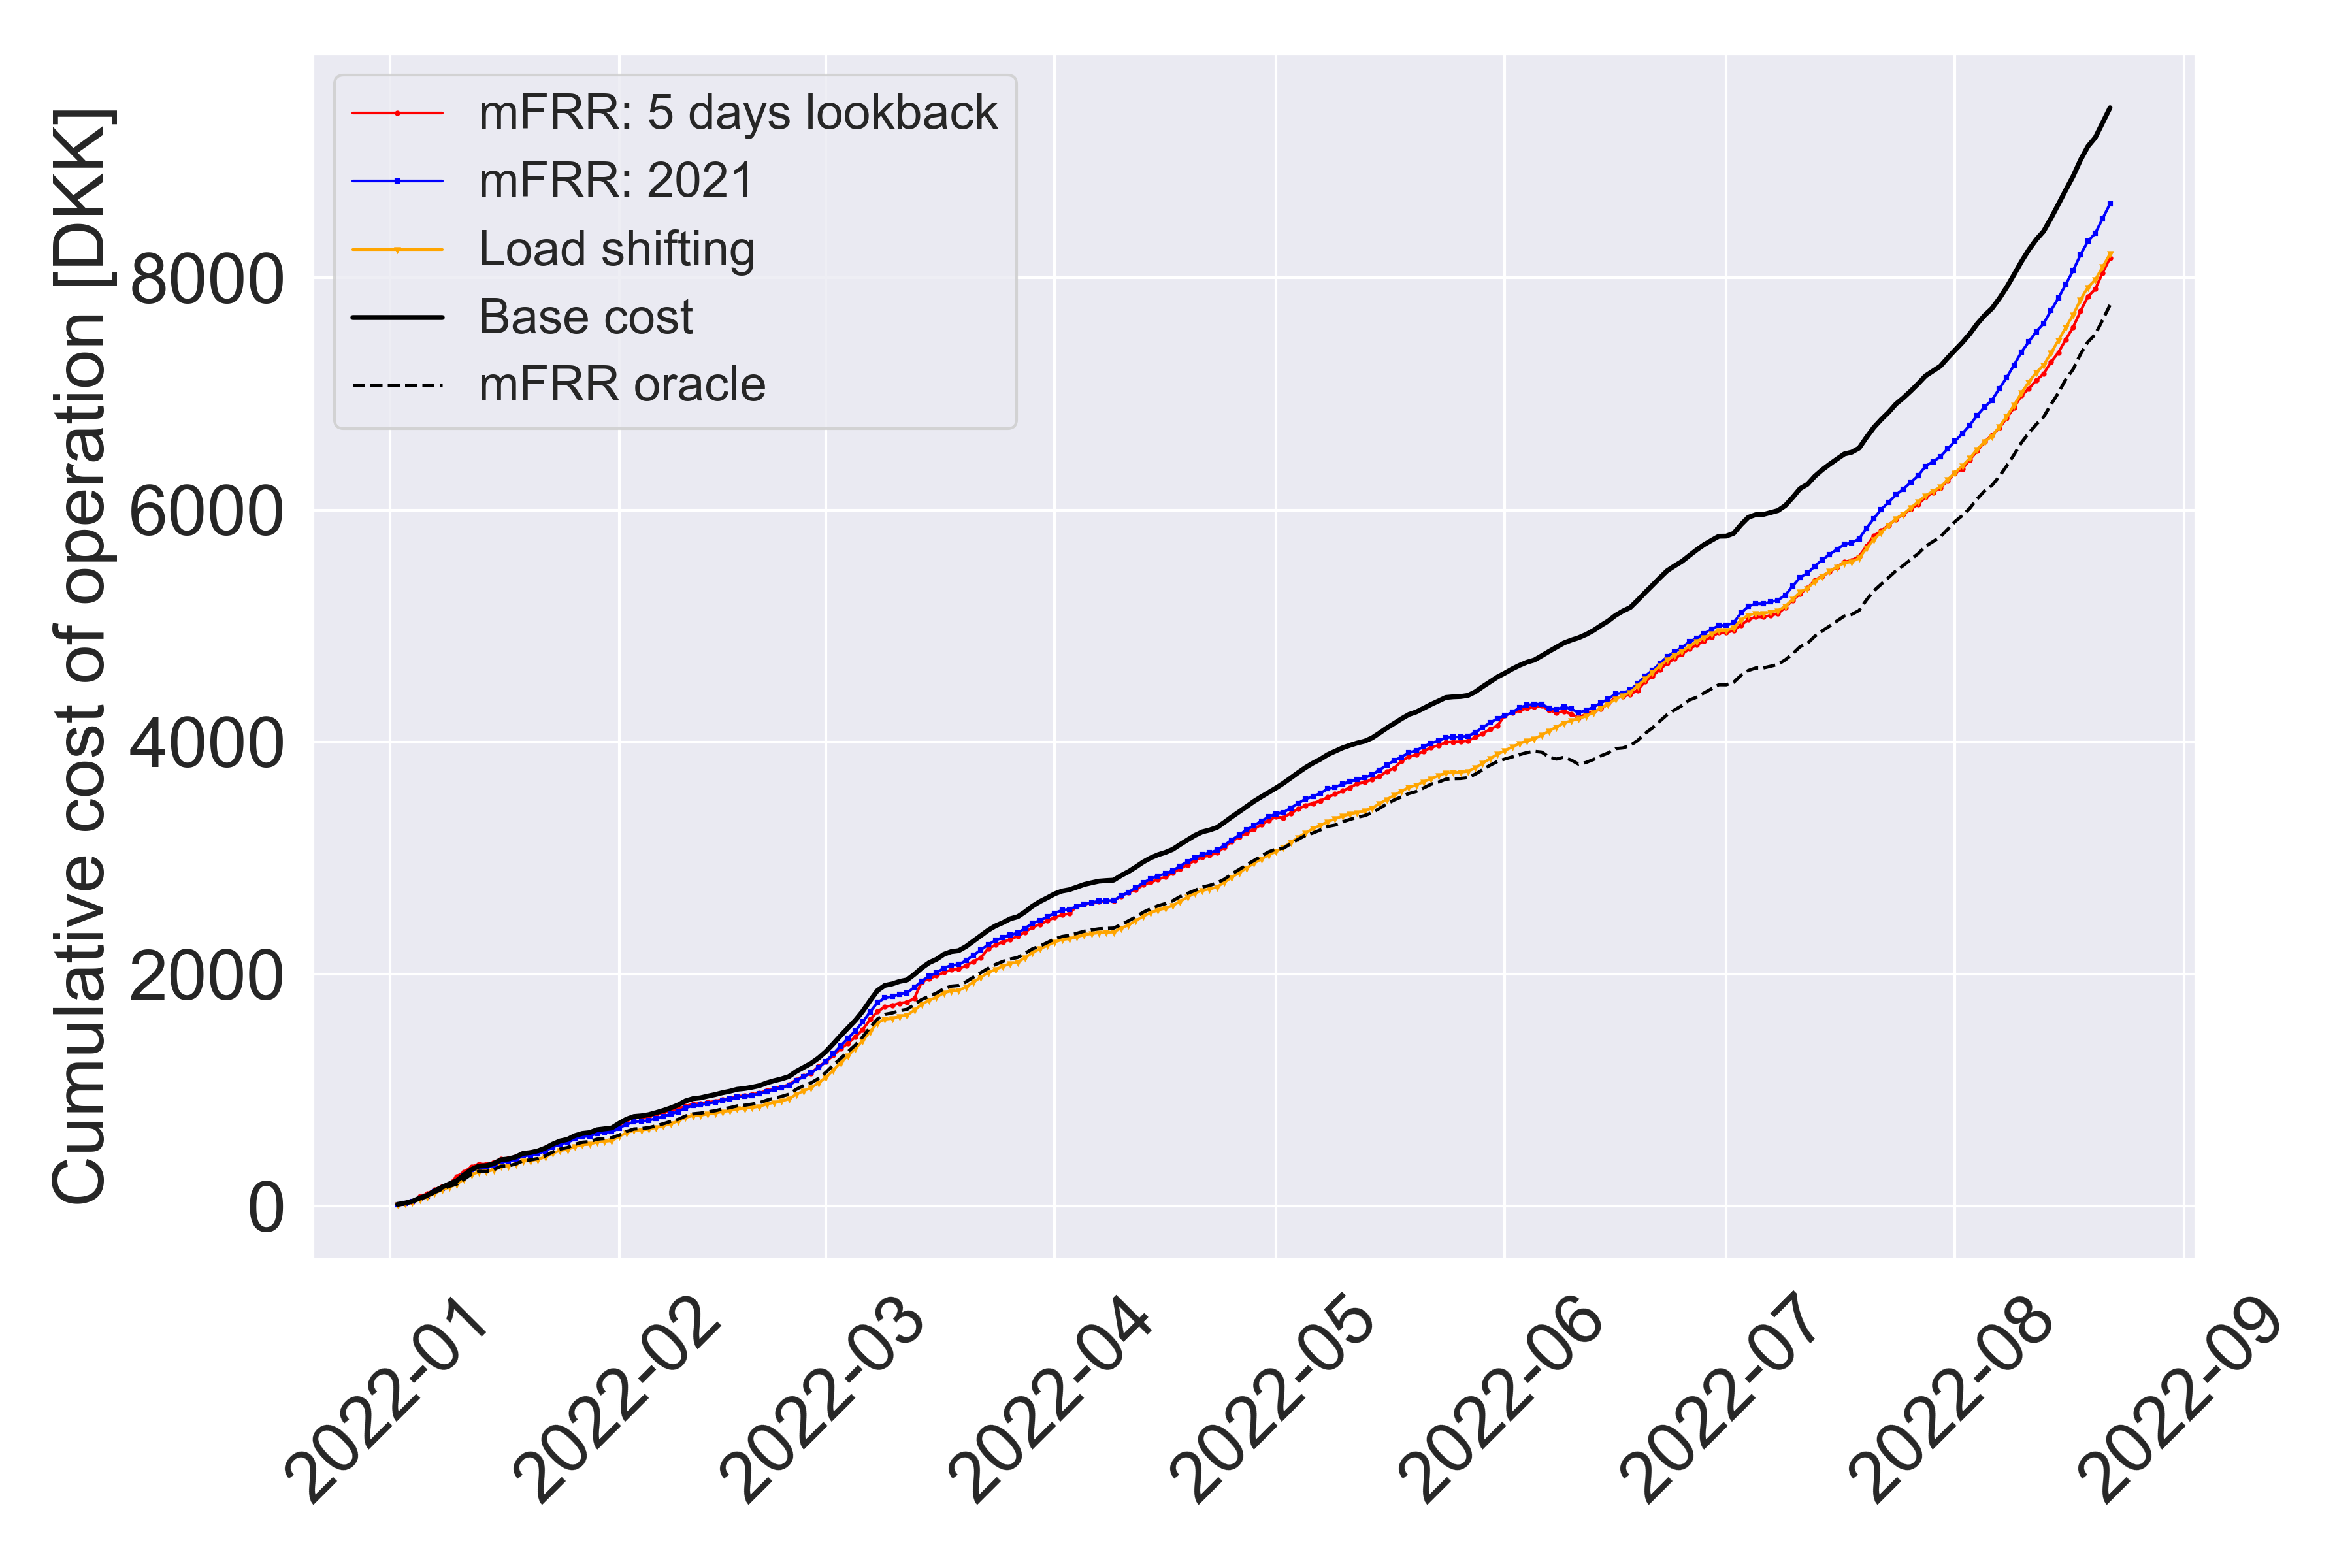 Cumulative cost of operation [DKK]
mFRR: 5 days lookback
mFRR: 2021
Load shifting
Base cost
mFRR oracle
8000
6000
4000
2000
0
2022-01
2022-02
2022-03
2022-04
2022-05
2022-06
2022-07
2022-08
2022-09